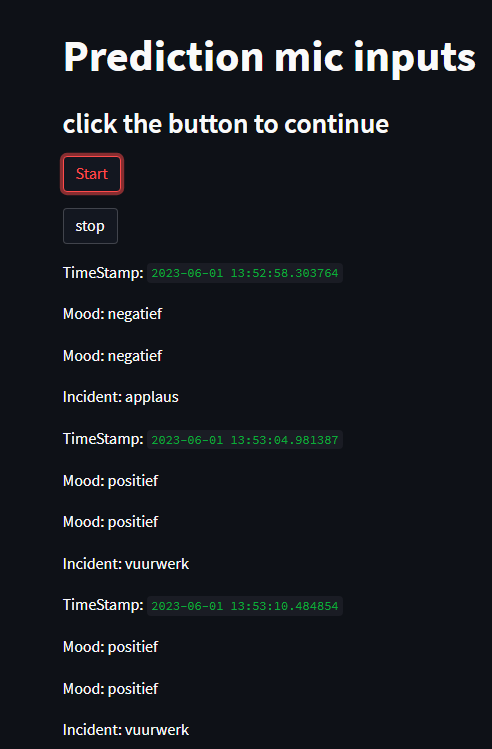 Prediction mic inputs
click the button to continue
Start
stop
TimeStamp: 2023-06-01 13:52:58.303764
Mood: negatief
Mood: negatief
Incident: applaus
TimeStamp: 2023-06-01 13:53:04.981387
Mood: positief
Mood: positief
Incident: vuurwerk
TimeStamp: 2023-06-01 13:53:10.484854
Mood: positief
Mood: positief
Incident: vuurwerk